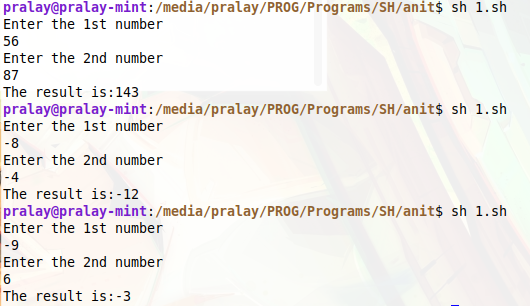 pralay@pralay-mint:/media/pralay/PROG/Programs/SH/anit$ sh 1.sh
Enter the 1st number
56
Enter the 2nd number
87
The result is:143
pralay@pralay-mint:/media/pralay/PROG/Programs/SH/anit$ sh 1.sh
Enter the 1st number
-8
Enter the 2nd number
-4
The result is:-12
pralay@pralay-mint:/media/pralay/PROG/Programs/SH/anit$ sh 1.sh
Enter the 1st number
-9
Enter the 2nd number
6
The result is:-3